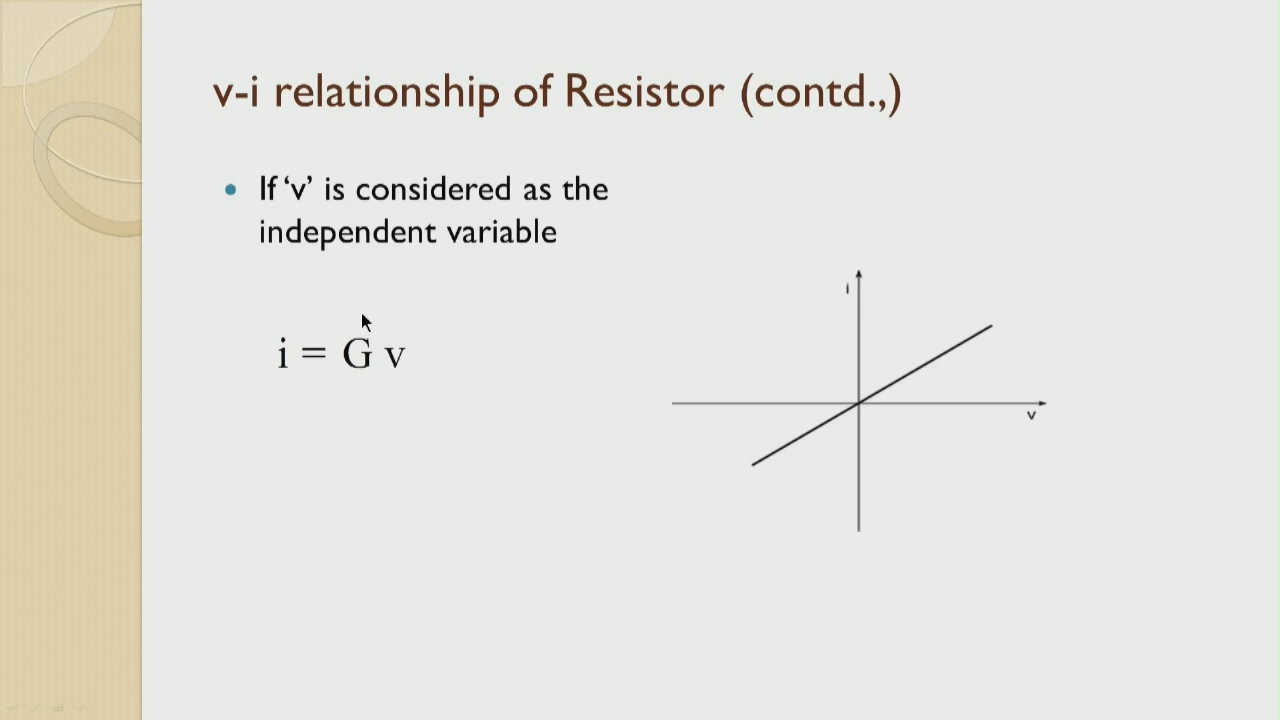 v-i relationship of Resistor (contd.,)
If ‘v’ is considered as the
independent variable
i = G v
i
v